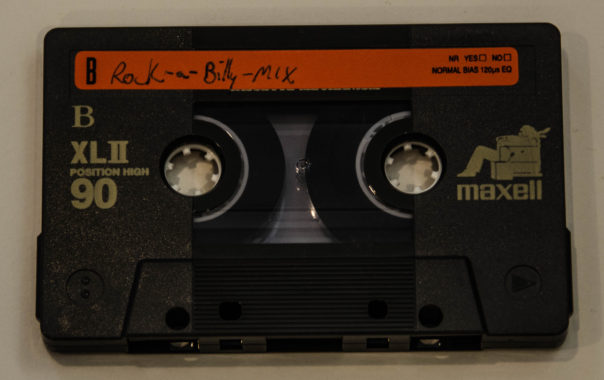 B Rock-a-Billy-MIX
NR YES□ NO□
NORMAL BIAS 120μs EQ
B
XLII
POSITION HIGH
90
maxell